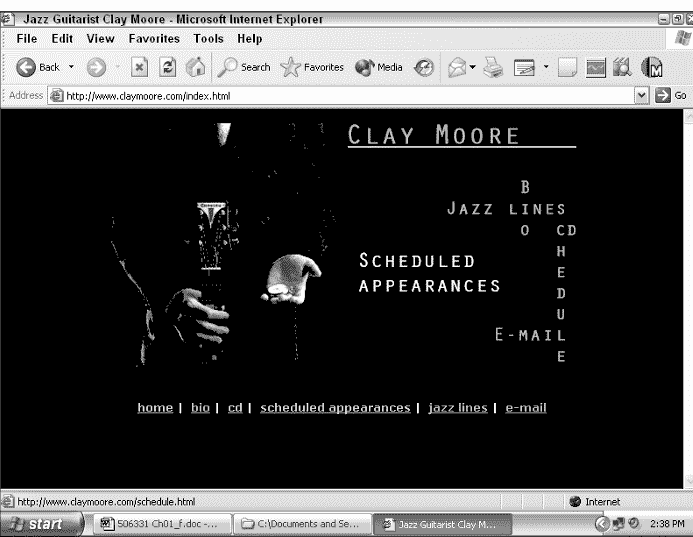 Jazz Guitarist Clay Moore - Microsoft Internet Explorer
File Edit View Favorites Tools Help
Back Search Favorites Media
Address http://www.claymoore.com/index.html Go
CLAY MOORE
B
JAZZ LINES
O CD
H
SCHEDULED
E
APPEARANCES
D
U
E-MAIL
E
home | bio | cd | scheduled appearances | jazz lines | e-mail
http://www.claymoore.com/schedule.html Internet
start 506331 Ch01_f.doc -... C:\Documents and Se... Jazz Guitarist Clay M... 2:38 PM